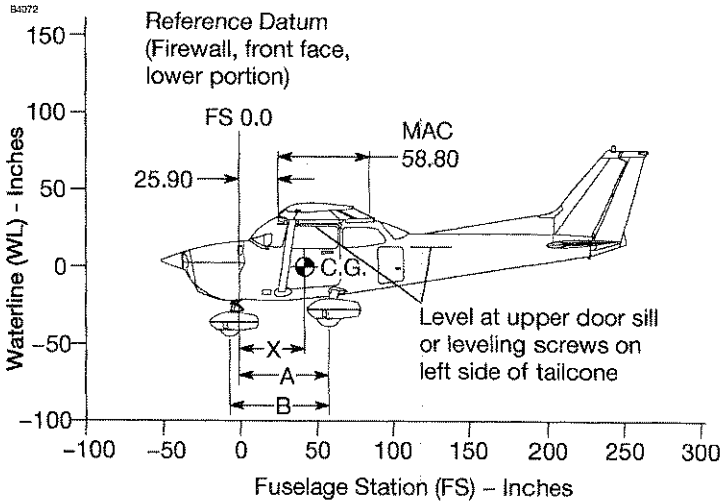 B4072
Reference Datum
(Firewall, front face,
lower portion)
FS 0.0
MAC
58.80
25.90
C.G.
Level at upper door sill
or leveling screws on
left side of tailcone
X
A
B
Waterline (WL) - Inches
150
100
50
0
-50
-100
-100 -50 0 50 100 150 200 250 300
Fuselage Station (FS) - Inches